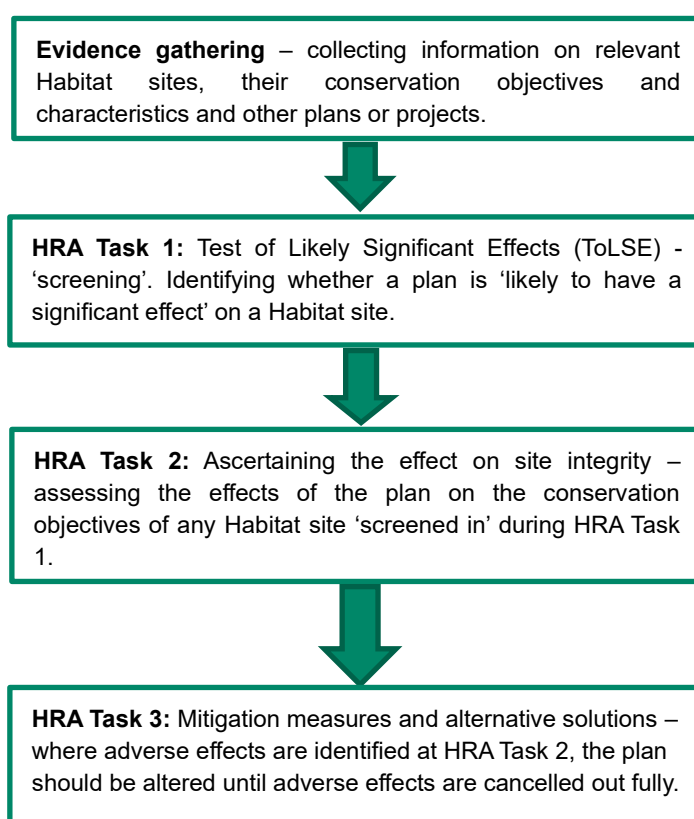 Evidence gathering – collecting information on relevant
Habitat sites, their conservation objectives and
characteristics and other plans or projects.
HRA Task 1: Test of Likely Significant Effects (ToLSE) -
‘screening’. Identifying whether a plan is ‘likely to have a
significant effect’ on a Habitat site.
HRA Task 2: Ascertaining the effect on site integrity –
assessing the effects of the plan on the conservation
objectives of any Habitat site ‘screened in’ during HRA Task
1.
HRA Task 3: Mitigation measures and alternative solutions –
where adverse effects are identified at HRA Task 2, the plan
should be altered until adverse effects are cancelled out fully.